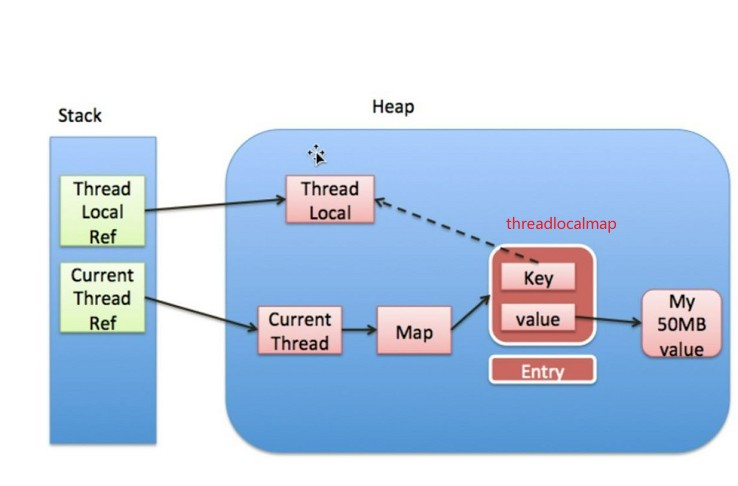 Stack
Heap
Thread
Local
Ref
Thread
Local
threadlocalmap
Current
Thread
Ref
Key
value
Current
Thread
Map
My
50MB
value
Entry